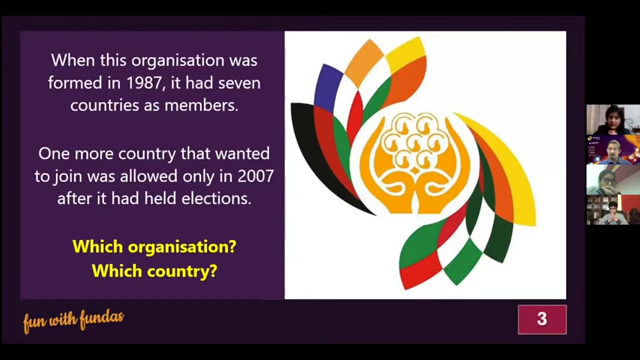 When this organisation was
formed in 1987, it had seven
countries as members.
One more country that wanted
to join was allowed only in 2007
after it had held elections.
Which organisation?
Which country?
fun with fundas
3